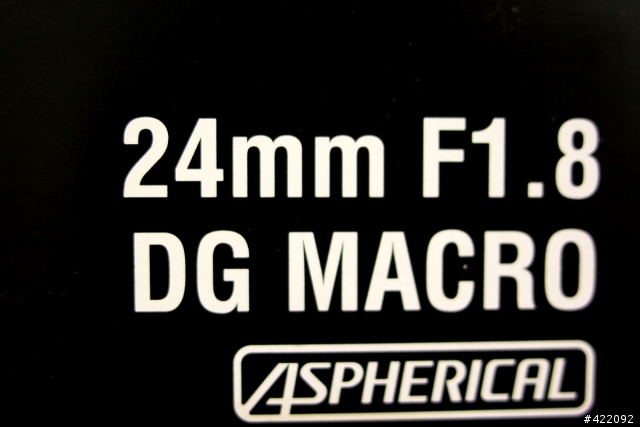 24mm F1.8
DG MACRO
ASPHERICAL
#422092